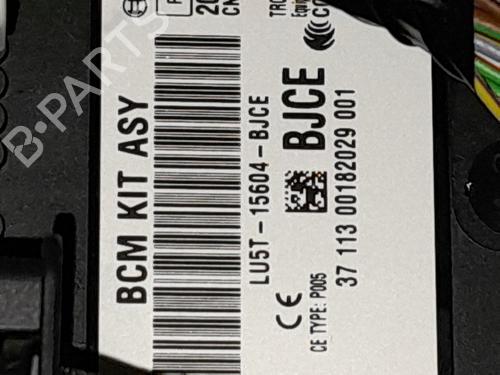 BCM KIT ASY
LU5T-15604-BJCE
BJCE
37 113 00182029 001
CE
CE TYPE: P005
B-PARTS